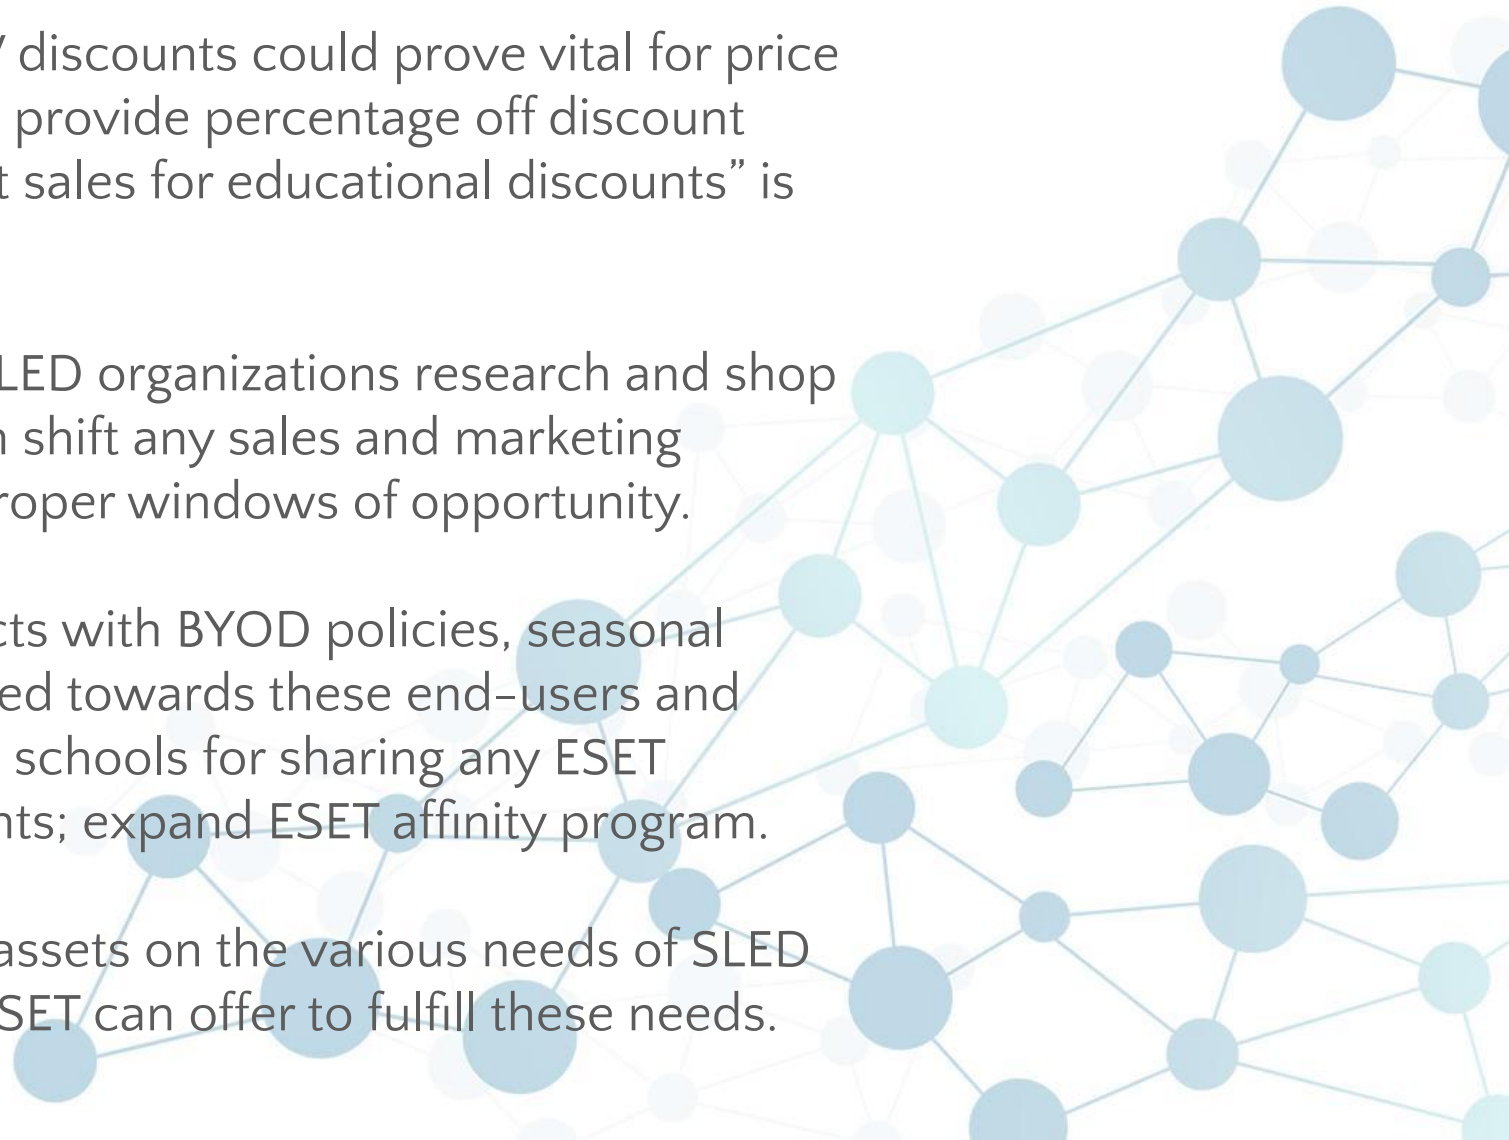 discounts could prove vital for price
provide percentage off discount
sales for educational discounts” is
LED organizations research and shop
shift any sales and marketing
roper windows of opportunity.
cts with BYOD policies, seasonal
ed towards these end-users and
schools for sharing any ESET
nts; expand ESET affinity program.
assets on the various needs of SLED
SET can offer to fulfill these needs.